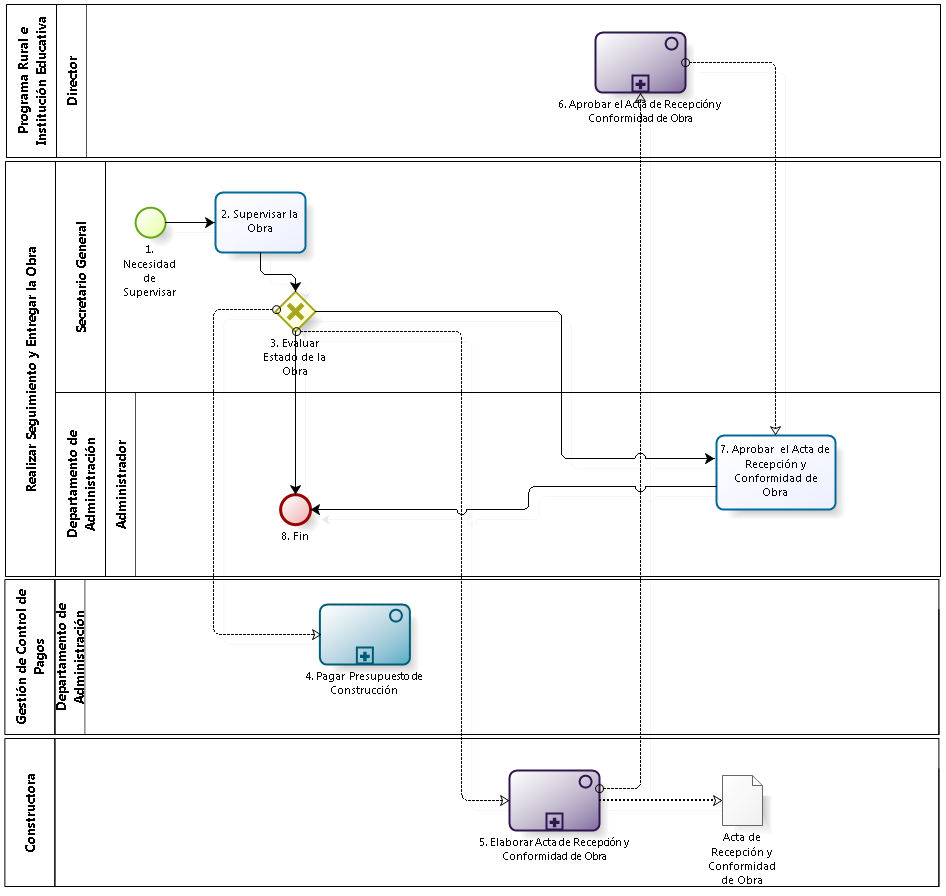 Programa Rural e
Institución Educativa
Director
6. Aprobar el Acta de Recepción y
Conformidad de Obra
Realizar Seguimiento y Entregar la Obra
Secretario General
1.
Necesidad
de
Supervisar
2. Supervisar la
Obra
3. Evaluar
Estado de la
Obra
Departamento de
Administración
Administrador
7. Aprobar el Acta de
Recepción y
Conformidad de
Obra
8. Fin
Gestión de Control de
Pagos
Departamento de
Administración
4. Pagar Presupuesto de
Construcción
Constructora
5. Elaborar Acta de Recepción y
Conformidad de Obra
Acta de
Recepción y
Conformidad
de Obra